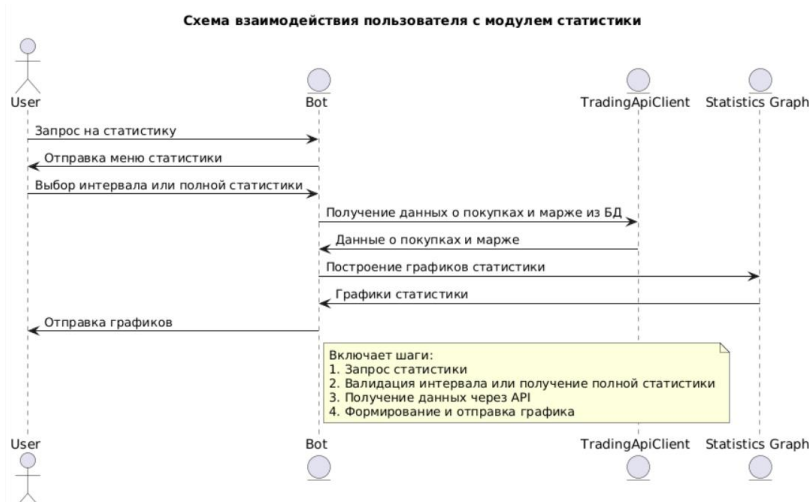 Схема взаимодействия пользователя с модулем статистики
User Bot TradingApiClient Statistics Graph
Запрос на статистику
Отправка меню статистики
Выбор интервала или полной статистики
Получение данных о покупках и марже из БД
Данные о покупках и марже
Построение графиков статистики
Графики статистики
Отправка графиков
Включает шаги:
1. Запрос статистики
2. Валидация интервала или получение полной статистики
3. Получение данных через API
4. Формирование и отправка графика
User Bot TradingApiClient Statistics Graph